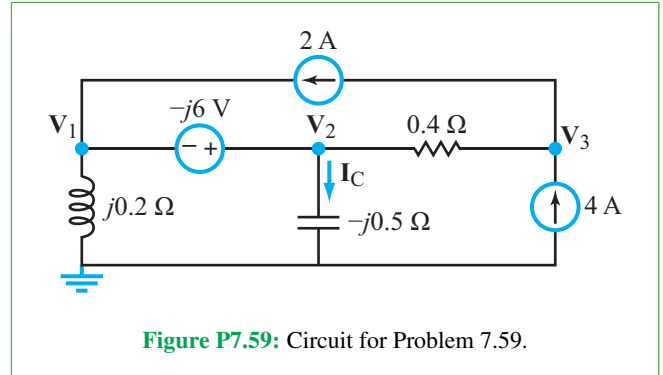 2 A
−j6 V
V₁
V₂
0.4 Ω
V₃
− +
I_C
j0.2 Ω
−j0.5 Ω
4 A
Figure P7.59: Circuit for Problem 7.59.